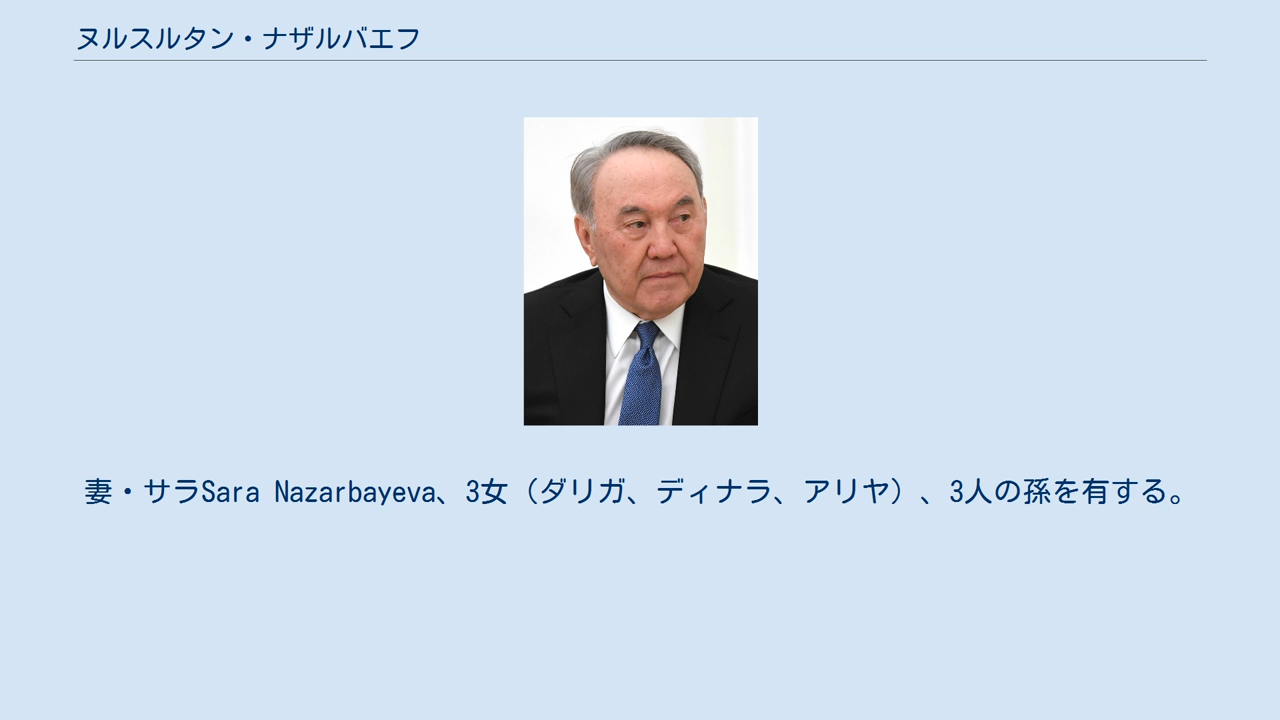 ヌルスルタン・ナザルバエフ
妻・サラSara Nazarbayeva、3女（ダリガ、ディナラ、アリヤ）、3人の孫を有する。